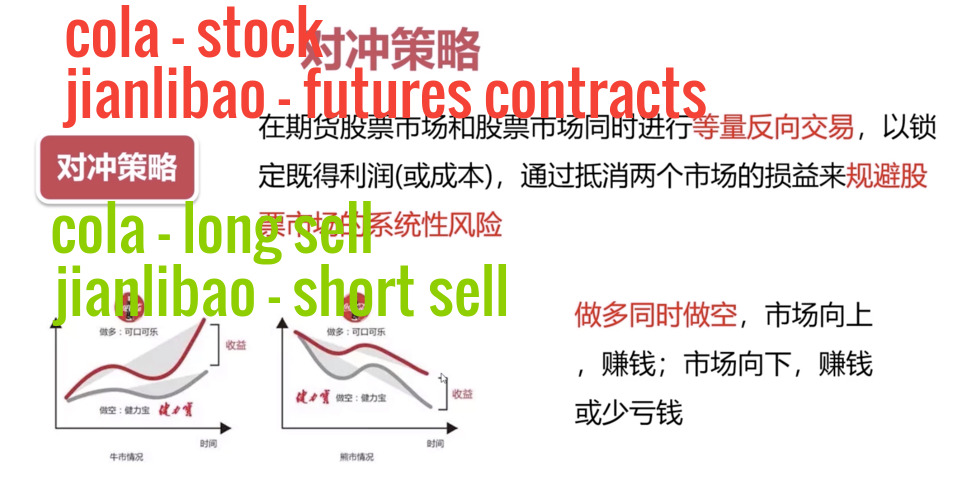 cola - stock
对冲策略
jianlibao - futures contracts
在期货股票市场和股票市场同时进行等量反向交易，以锁
对冲策略
定既得利润(或成本)，通过抵消两个市场的损益来规避股
票市场的系统性风险
cola - long sell
jianlibao - short sell
做多：可口可乐
收益
做空：健力宝
健力宝
时间
牛市情况
做多：可口可乐
收益
健力宝
做空：健力宝
时间
熊市情况
做多同时做空，市场向上
，赚钱；市场向下，赚钱
或少亏钱